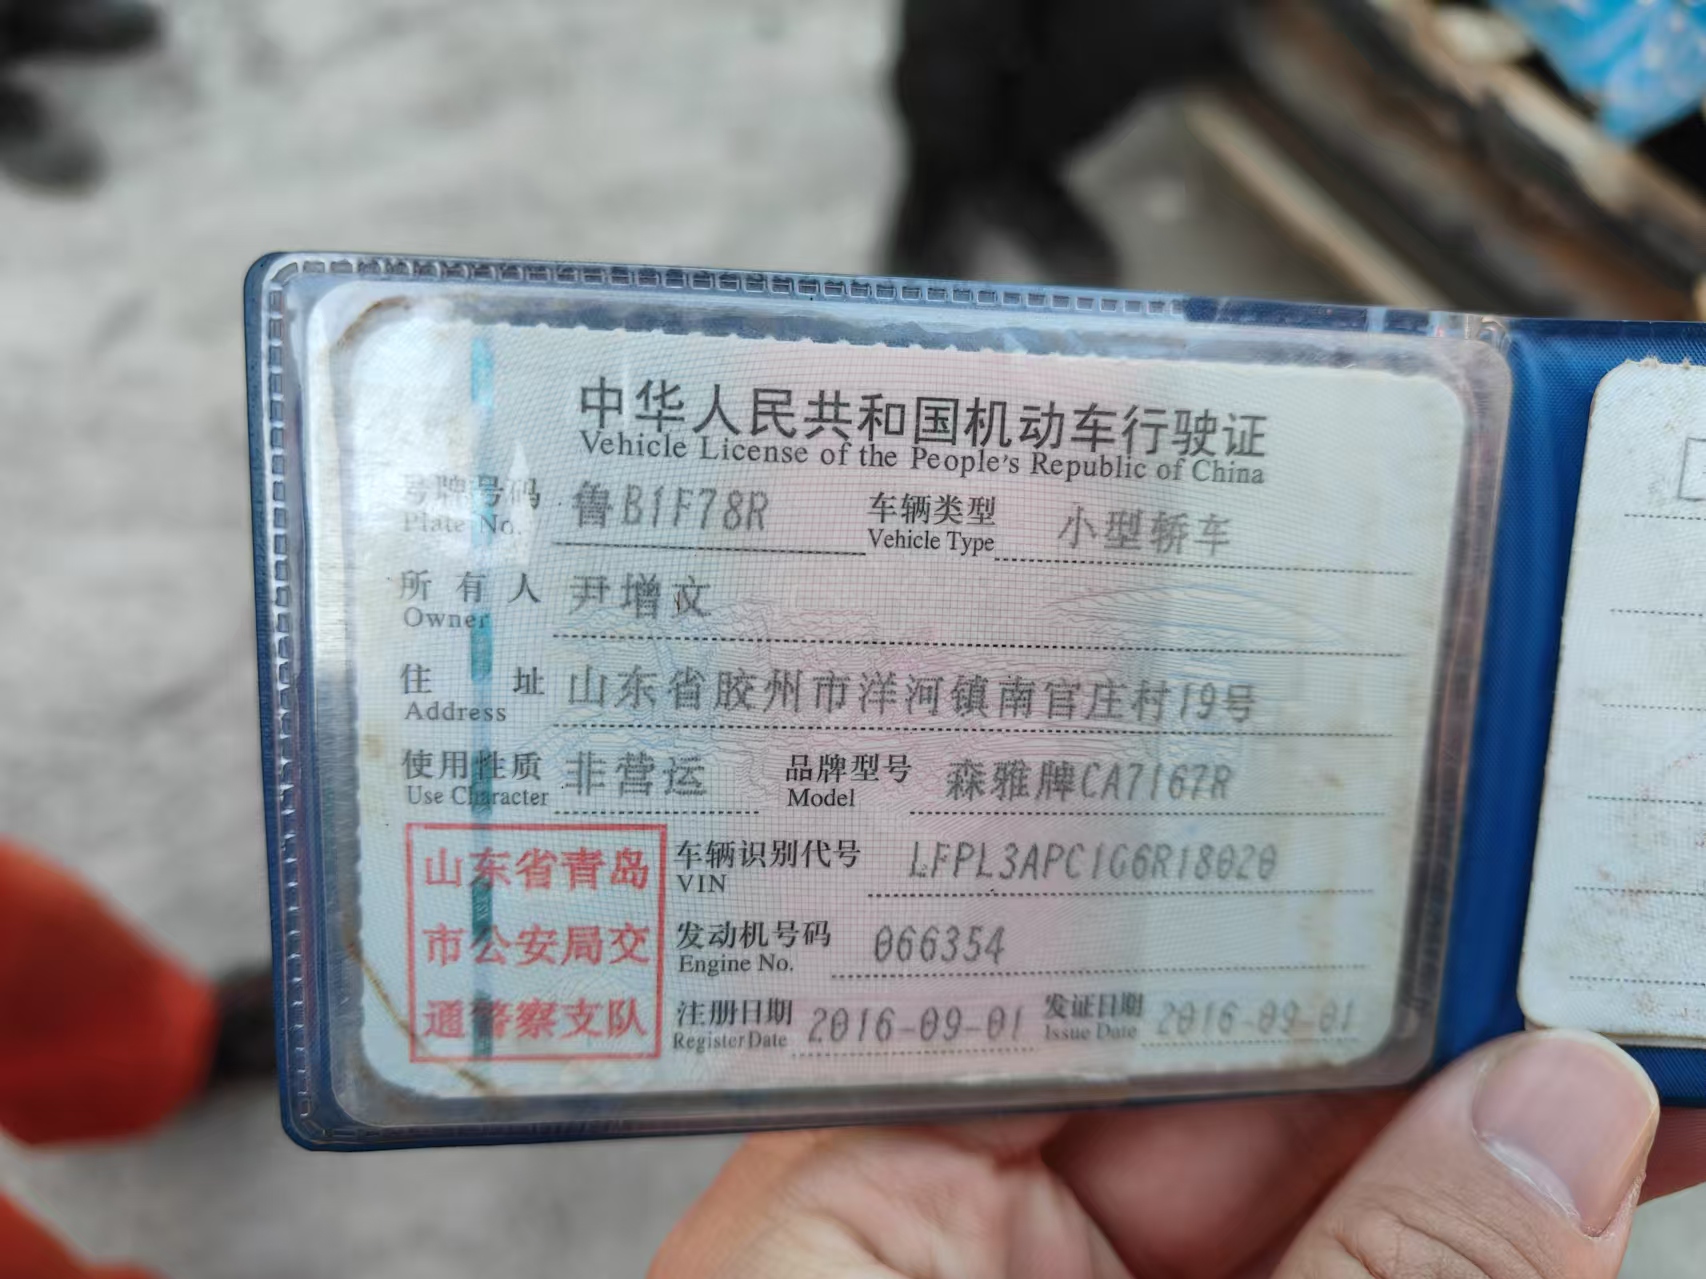 中华人民共和国机动车行驶证
Vehicle License of the People's Republic of China
号牌号码 鲁B1F78R 车辆类型 小型轿车
Plate No. Vehicle Type
所有人 尹增文
Owner
住址 山东省胶州市洋河镇南官庄村19号
Address
使用性质 非营运 品牌型号 森雅牌CA7167R
Use Character Model
山东省青岛
市公安局交
通警察支队
车辆识别代号 LFPL3APC1G6R18020
VIN
发动机号码 066354
Engine No.
注册日期 2016-09-01 发证日期 2016-09-01
Register Date Issue Date